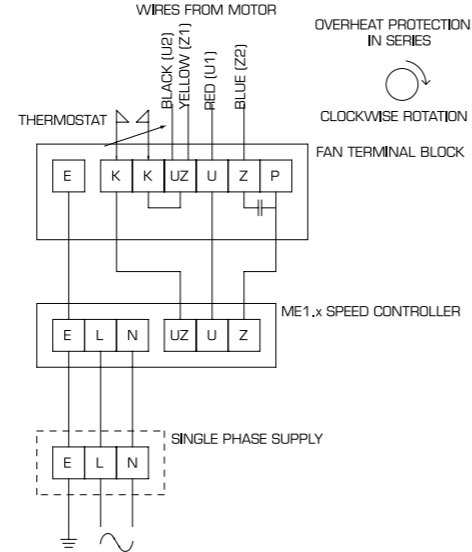 WIRES FROM MOTOR
OVERHEAT PROTECTION
IN SERIES
BLACK (U2)
YELLOW (Z1)
RED (U1)
BLUE (Z2)
THERMOSTAT
CLOCKWISE ROTATION
FAN TERMINAL BLOCK
E K K UZ U Z P
ME1.x SPEED CONTROLLER
E L N UZ U Z
SINGLE PHASE SUPPLY
E L N